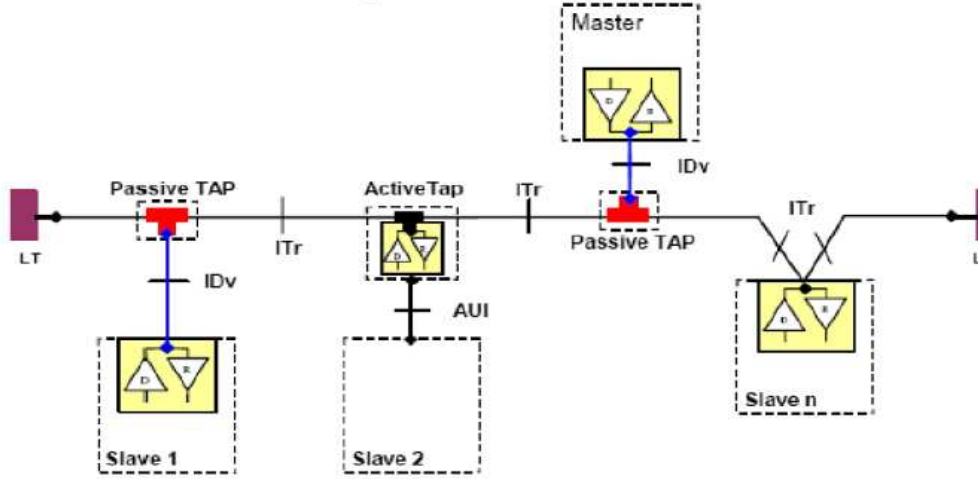 Master
D
R
IDv
Passive TAP
ActiveTap
ITr
ITr
Passive TAP
ITr
LT
ITr
D
R
IDv
AUI
D
R
D
R
Slave 1
Slave 2
Slave n